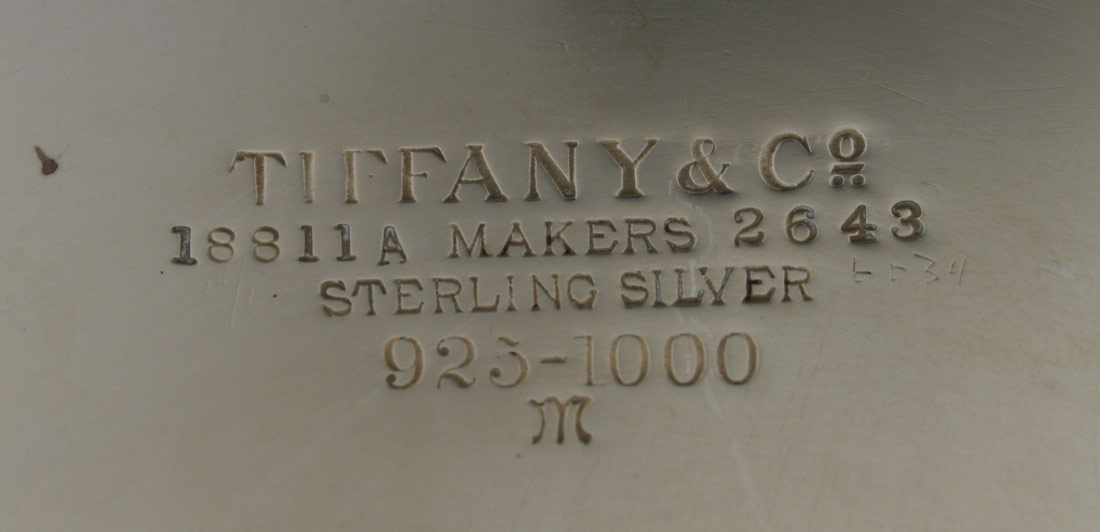 TIFFANY & Cº
18811A MAKERS 2643
STERLING SILVER
925-1000
M